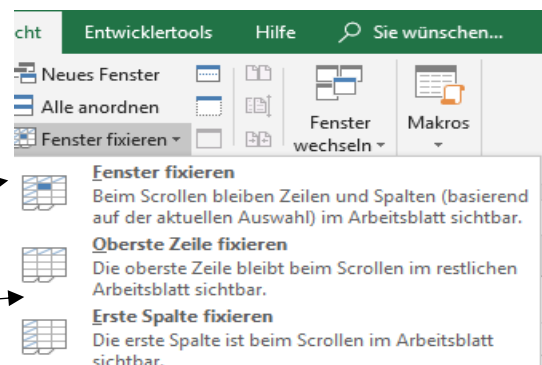 cht Entwicklertools Hilfe Sie wünschen...
Neues Fenster
Alle anordnen
Fenster fixieren
Fenster
wechseln
Makros
Fenster fixieren
Beim Scrollen bleiben Zeilen und Spalten (basierend
auf der aktuellen Auswahl) im Arbeitsblatt sichtbar.
Oberste Zeile fixieren
Die oberste Zeile bleibt beim Scrollen im restlichen
Arbeitsblatt sichtbar.
Erste Spalte fixieren
Die erste Spalte ist beim Scrollen im Arbeitsblatt
sichtbar.